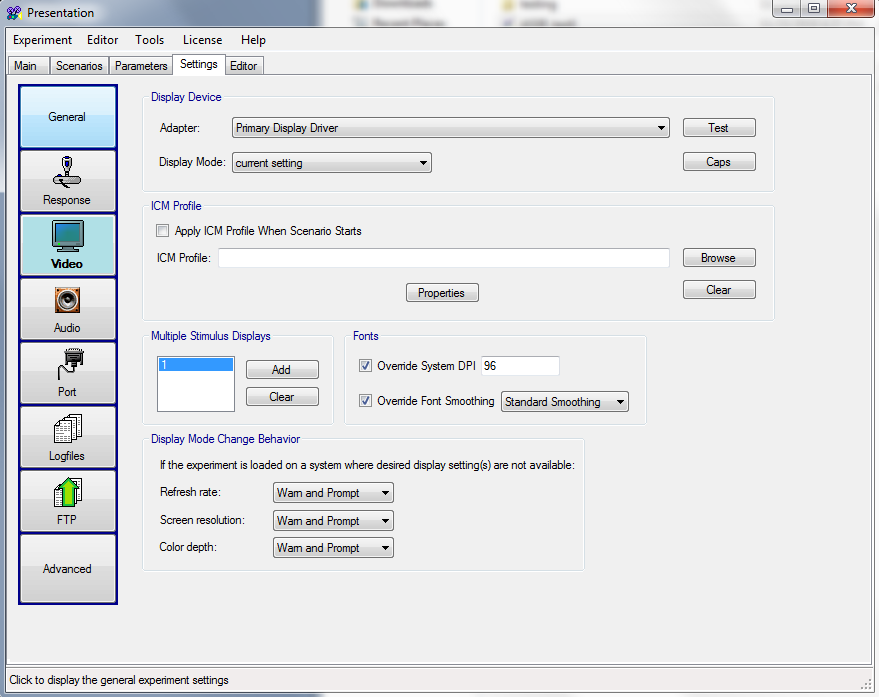 Presentation
Experiment Editor Tools License Help
Main Scenarios Parameters Settings Editor
General
Response
Video
Audio
Port
Logfiles
FTP
Advanced
Display Device
Adapter: Primary Display Driver Test
Display Mode: current setting Caps
ICM Profile
Apply ICM Profile When Scenario Starts
ICM Profile: Browse
Properties Clear
Multiple Stimulus Displays
1
Add
Clear
Fonts
Override System DPI 96
Override Font Smoothing Standard Smoothing
Display Mode Change Behavior
If the experiment is loaded on a system where desired display setting(s) are not available:
Refresh rate: Warn and Prompt
Screen resolution: Warn and Prompt
Color depth: Warn and Prompt
Click to display the general experiment settings